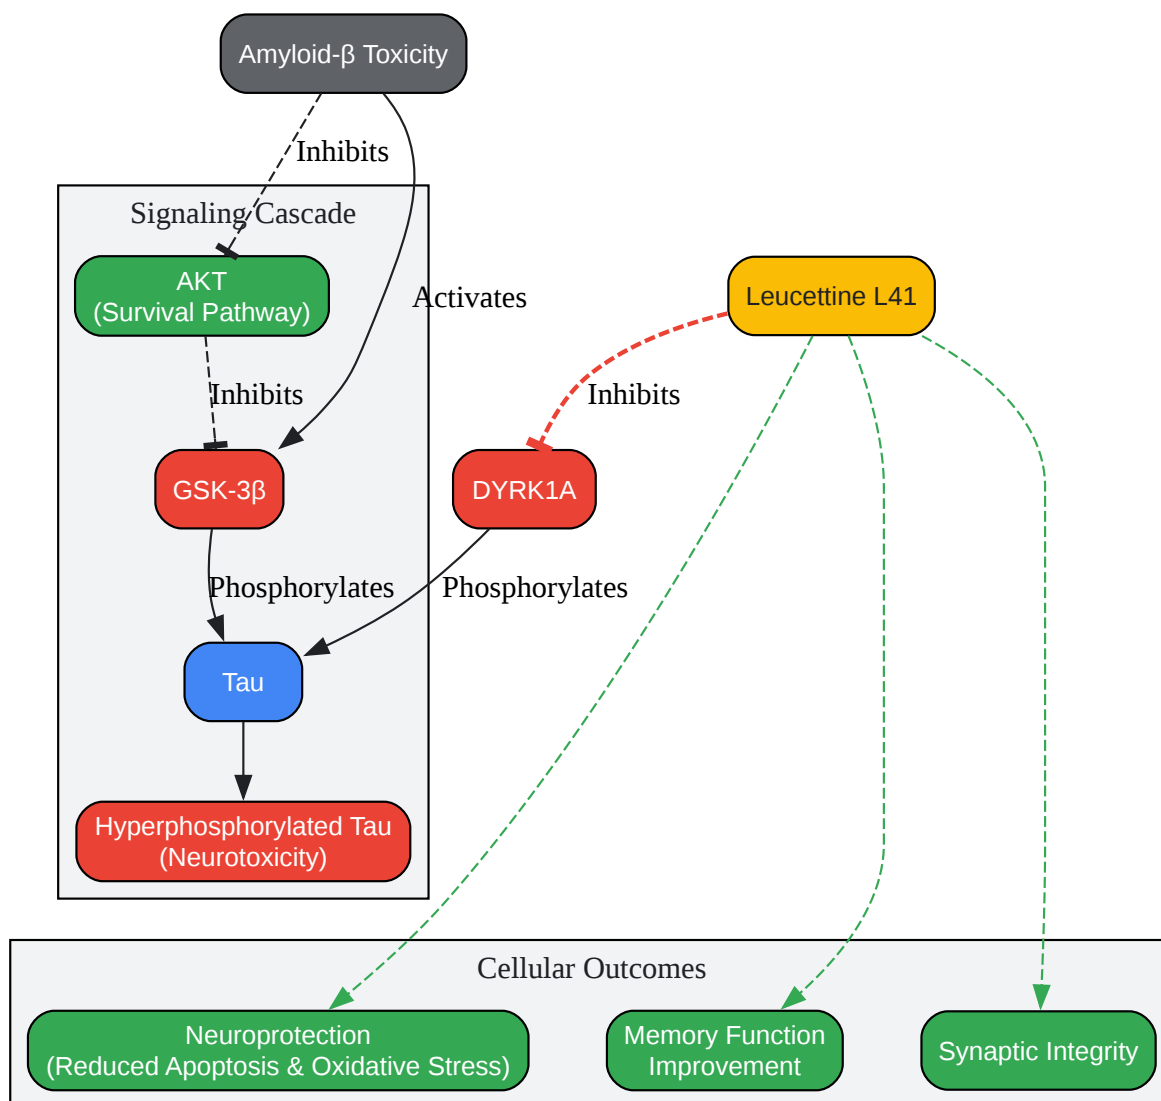 Amyloid-β Toxicity
Inhibits
Signaling Cascade
AKT
(Survival Pathway)
Activates
Leucettine L41
Inhibits
Inhibits
GSK-3β
DYRK1A
Phosphorylates
Phosphorylates
Tau
Hyperphosphorylated Tau
(Neurotoxicity)
Cellular Outcomes
Neuroprotection
(Reduced Apoptosis & Oxidative Stress)
Memory Function
Improvement
Synaptic Integrity